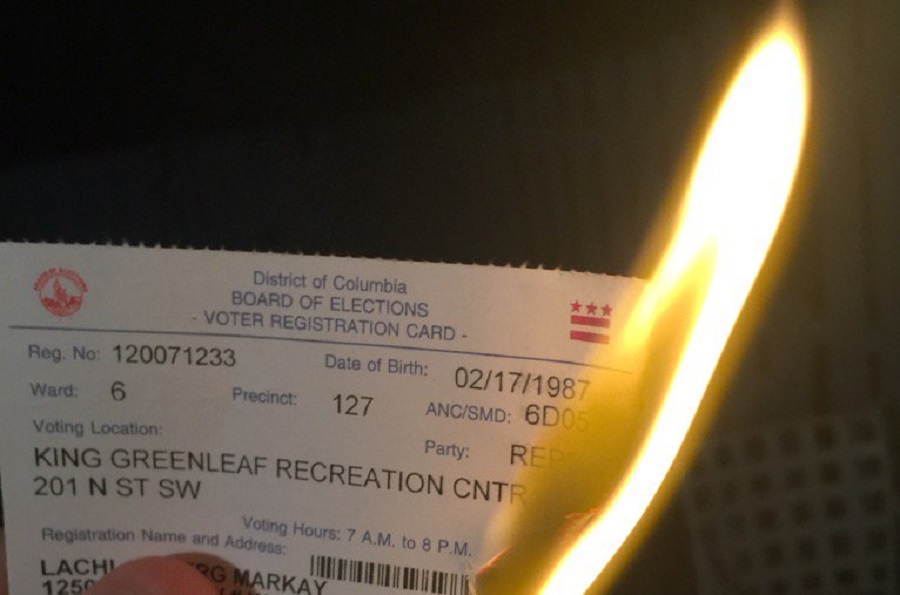 District of Columbia
BOARD OF ELECTIONS
- VOTER REGISTRATION CARD -
Reg. No: 120071233 Date of Birth: 02/17/1987
Ward: 6 Precinct: 127 ANC/SMD: 6D05
Voting Location: Party: REP
KING GREENLEAF RECREATION CNTR
201 N ST SW
Voting Hours: 7 A.M. to 8 P.M.
Registration Name and Address:
MARKAY